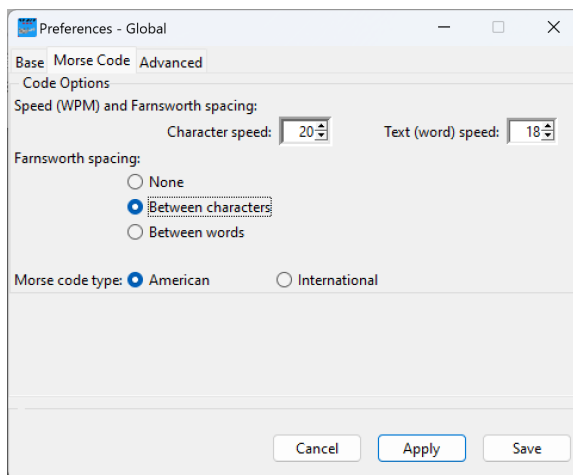 Preferences - Global
Base Morse Code Advanced
Code Options
Speed (WPM) and Farnsworth spacing:
Character speed: 20 Text (word) speed: 18
Farnsworth spacing:
None
Between characters
Between words
Morse code type: American International
Cancel Apply Save